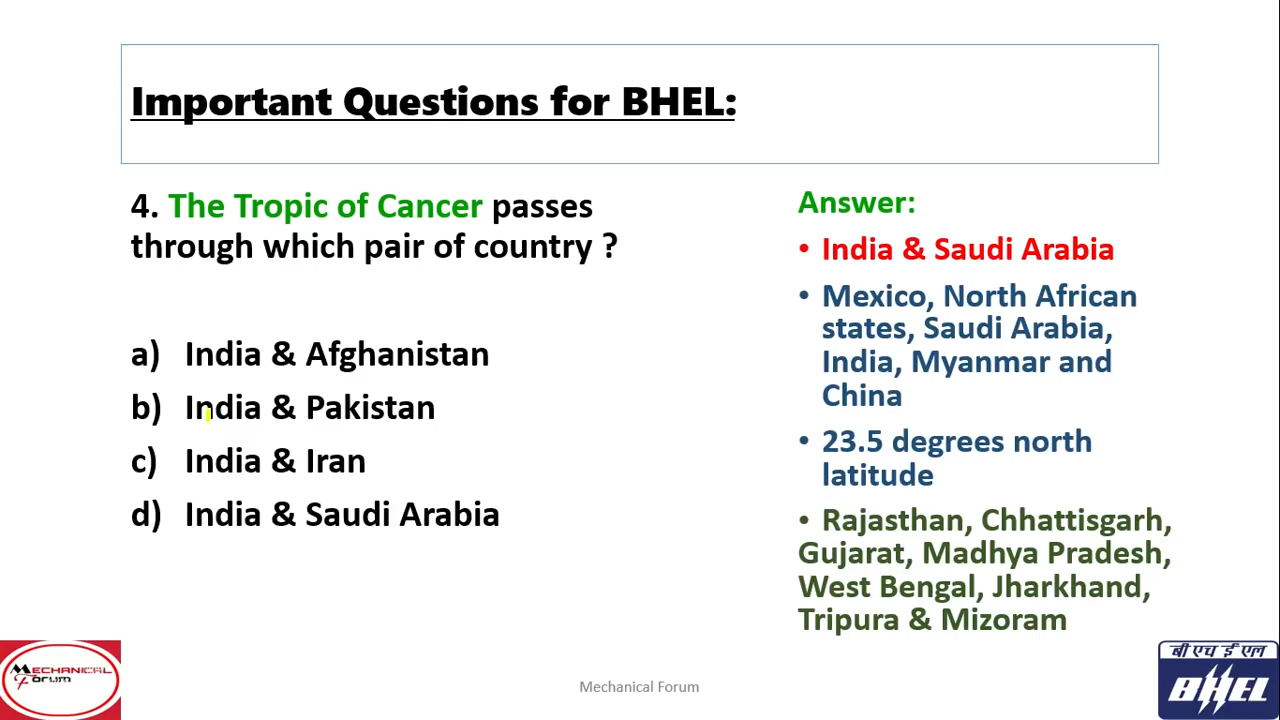 Important Questions for BHEL:
4. The Tropic of Cancer passes
through which pair of country ?
a) India & Afghanistan
b) India & Pakistan
c) India & Iran
d) India & Saudi Arabia
Answer:
• India & Saudi Arabia
• Mexico, North African
states, Saudi Arabia,
India, Myanmar and
China
• 23.5 degrees north
latitude
• Rajasthan, Chhattisgarh,
Gujarat, Madhya Pradesh,
West Bengal, Jharkhand,
Tripura & Mizoram
MECHANICAL
FORUM
Mechanical Forum
बी एच ई एल
BHEL